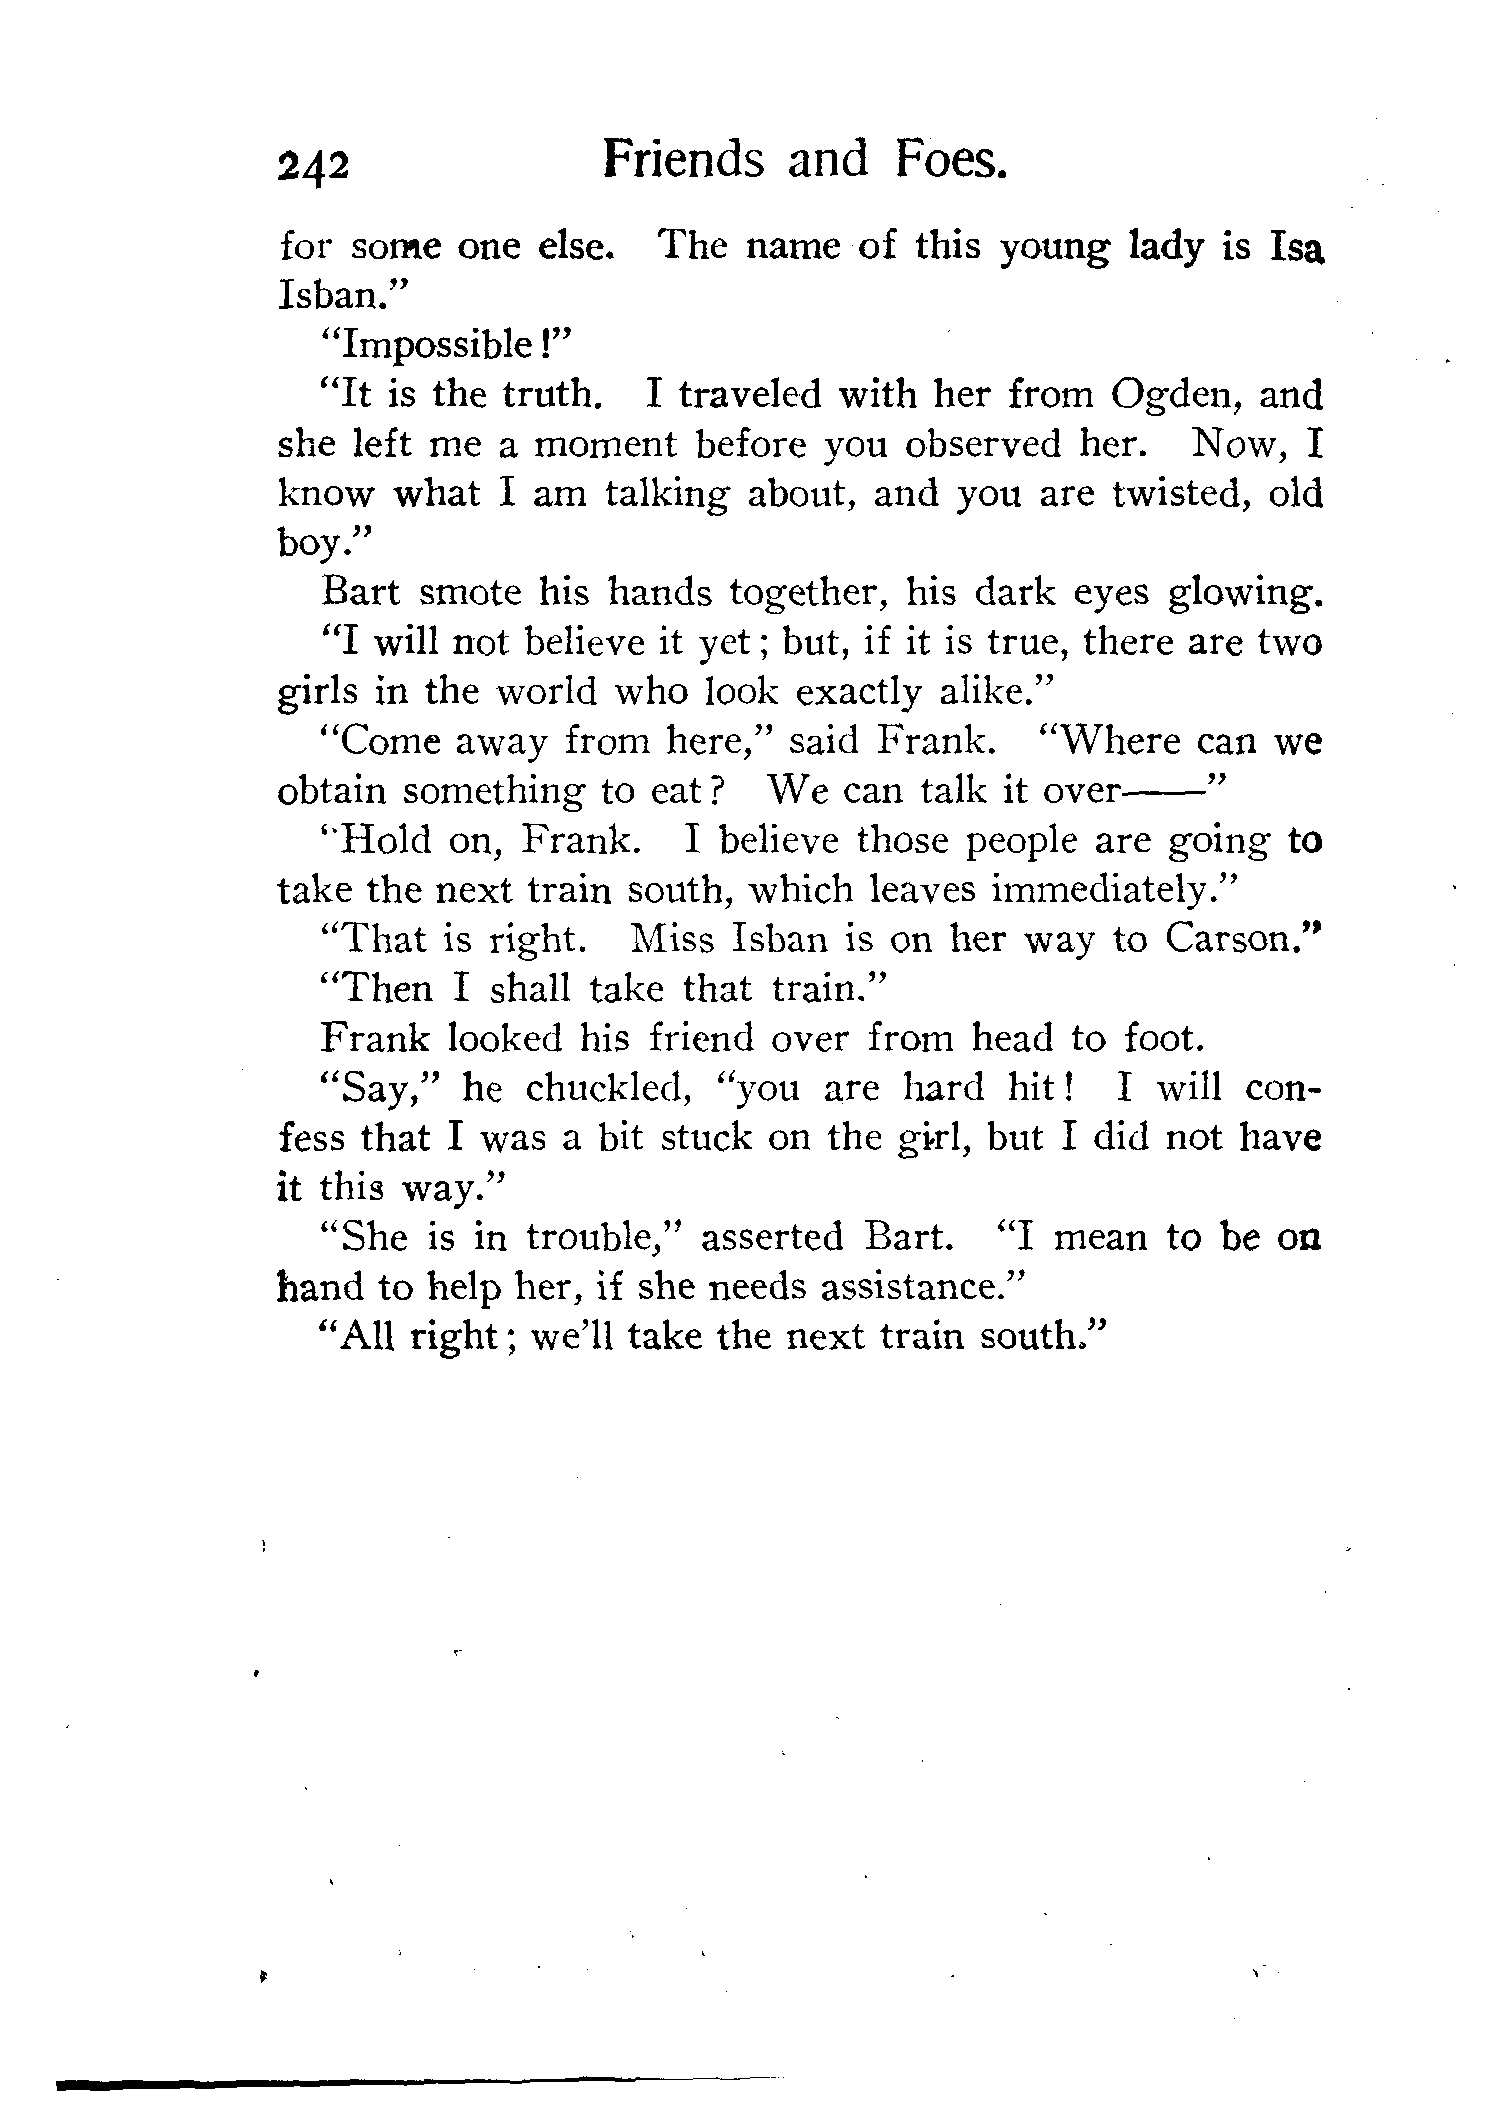 242 Friends and Foes.
for some one else. The name of this young lady is Isa
Isban."
"Impossible!"
"It is the truth. I traveled with her from Ogden, and
she left me a moment before you observed her. Now, I
know what I am talking about, and you are twisted, old
boy."
Bart smote his hands together, his dark eyes glowing.
"I will not believe it yet; but, if it is true, there are two
girls in the world who look exactly alike."
"Come away from here," said Frank. "Where can we
obtain something to eat? We can talk it over——"
"Hold on, Frank. I believe those people are going to
take the next train south, which leaves immediately."
"That is right. Miss Isban is on her way to Carson."
"Then I shall take that train."
Frank looked his friend over from head to foot.
"Say," he chuckled, "you are hard hit! I will con-
fess that I was a bit stuck on the girl, but I did not have
it this way."
"She is in trouble," asserted Bart. "I mean to be on
hand to help her, if she needs assistance."
"All right; we'll take the next train south."